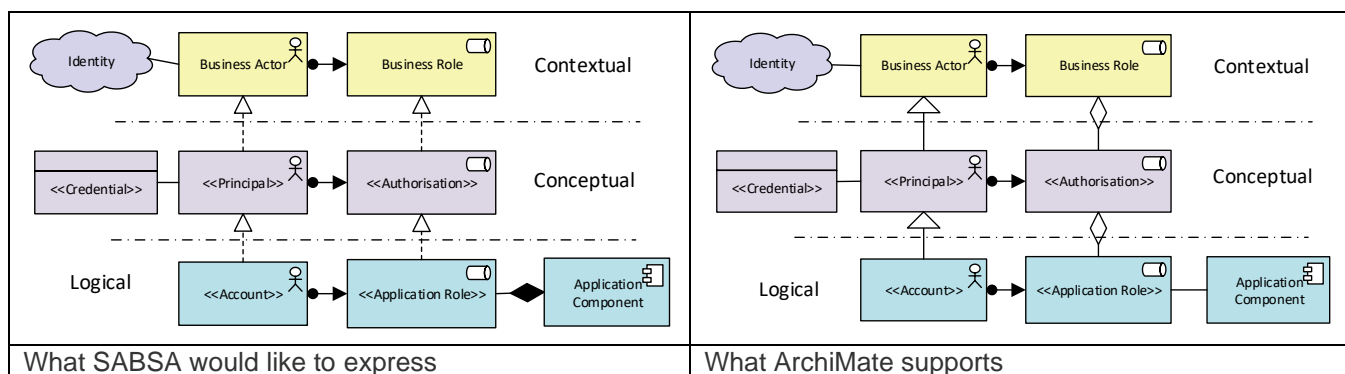 Identity
Business Actor
Business Role
Contextual
<<Credential>>
<<Principal>>
<<Authorisation>>
Conceptual
Logical
<<Account>>
<<Application Role>>
Application
Component
What SABSA would like to express
Identity
Business Actor
Business Role
Contextual
<<Credential>>
<<Principal>>
<<Authorisation>>
Conceptual
Logical
<<Account>>
<<Application Role>>
Application
Component
What ArchiMate supports